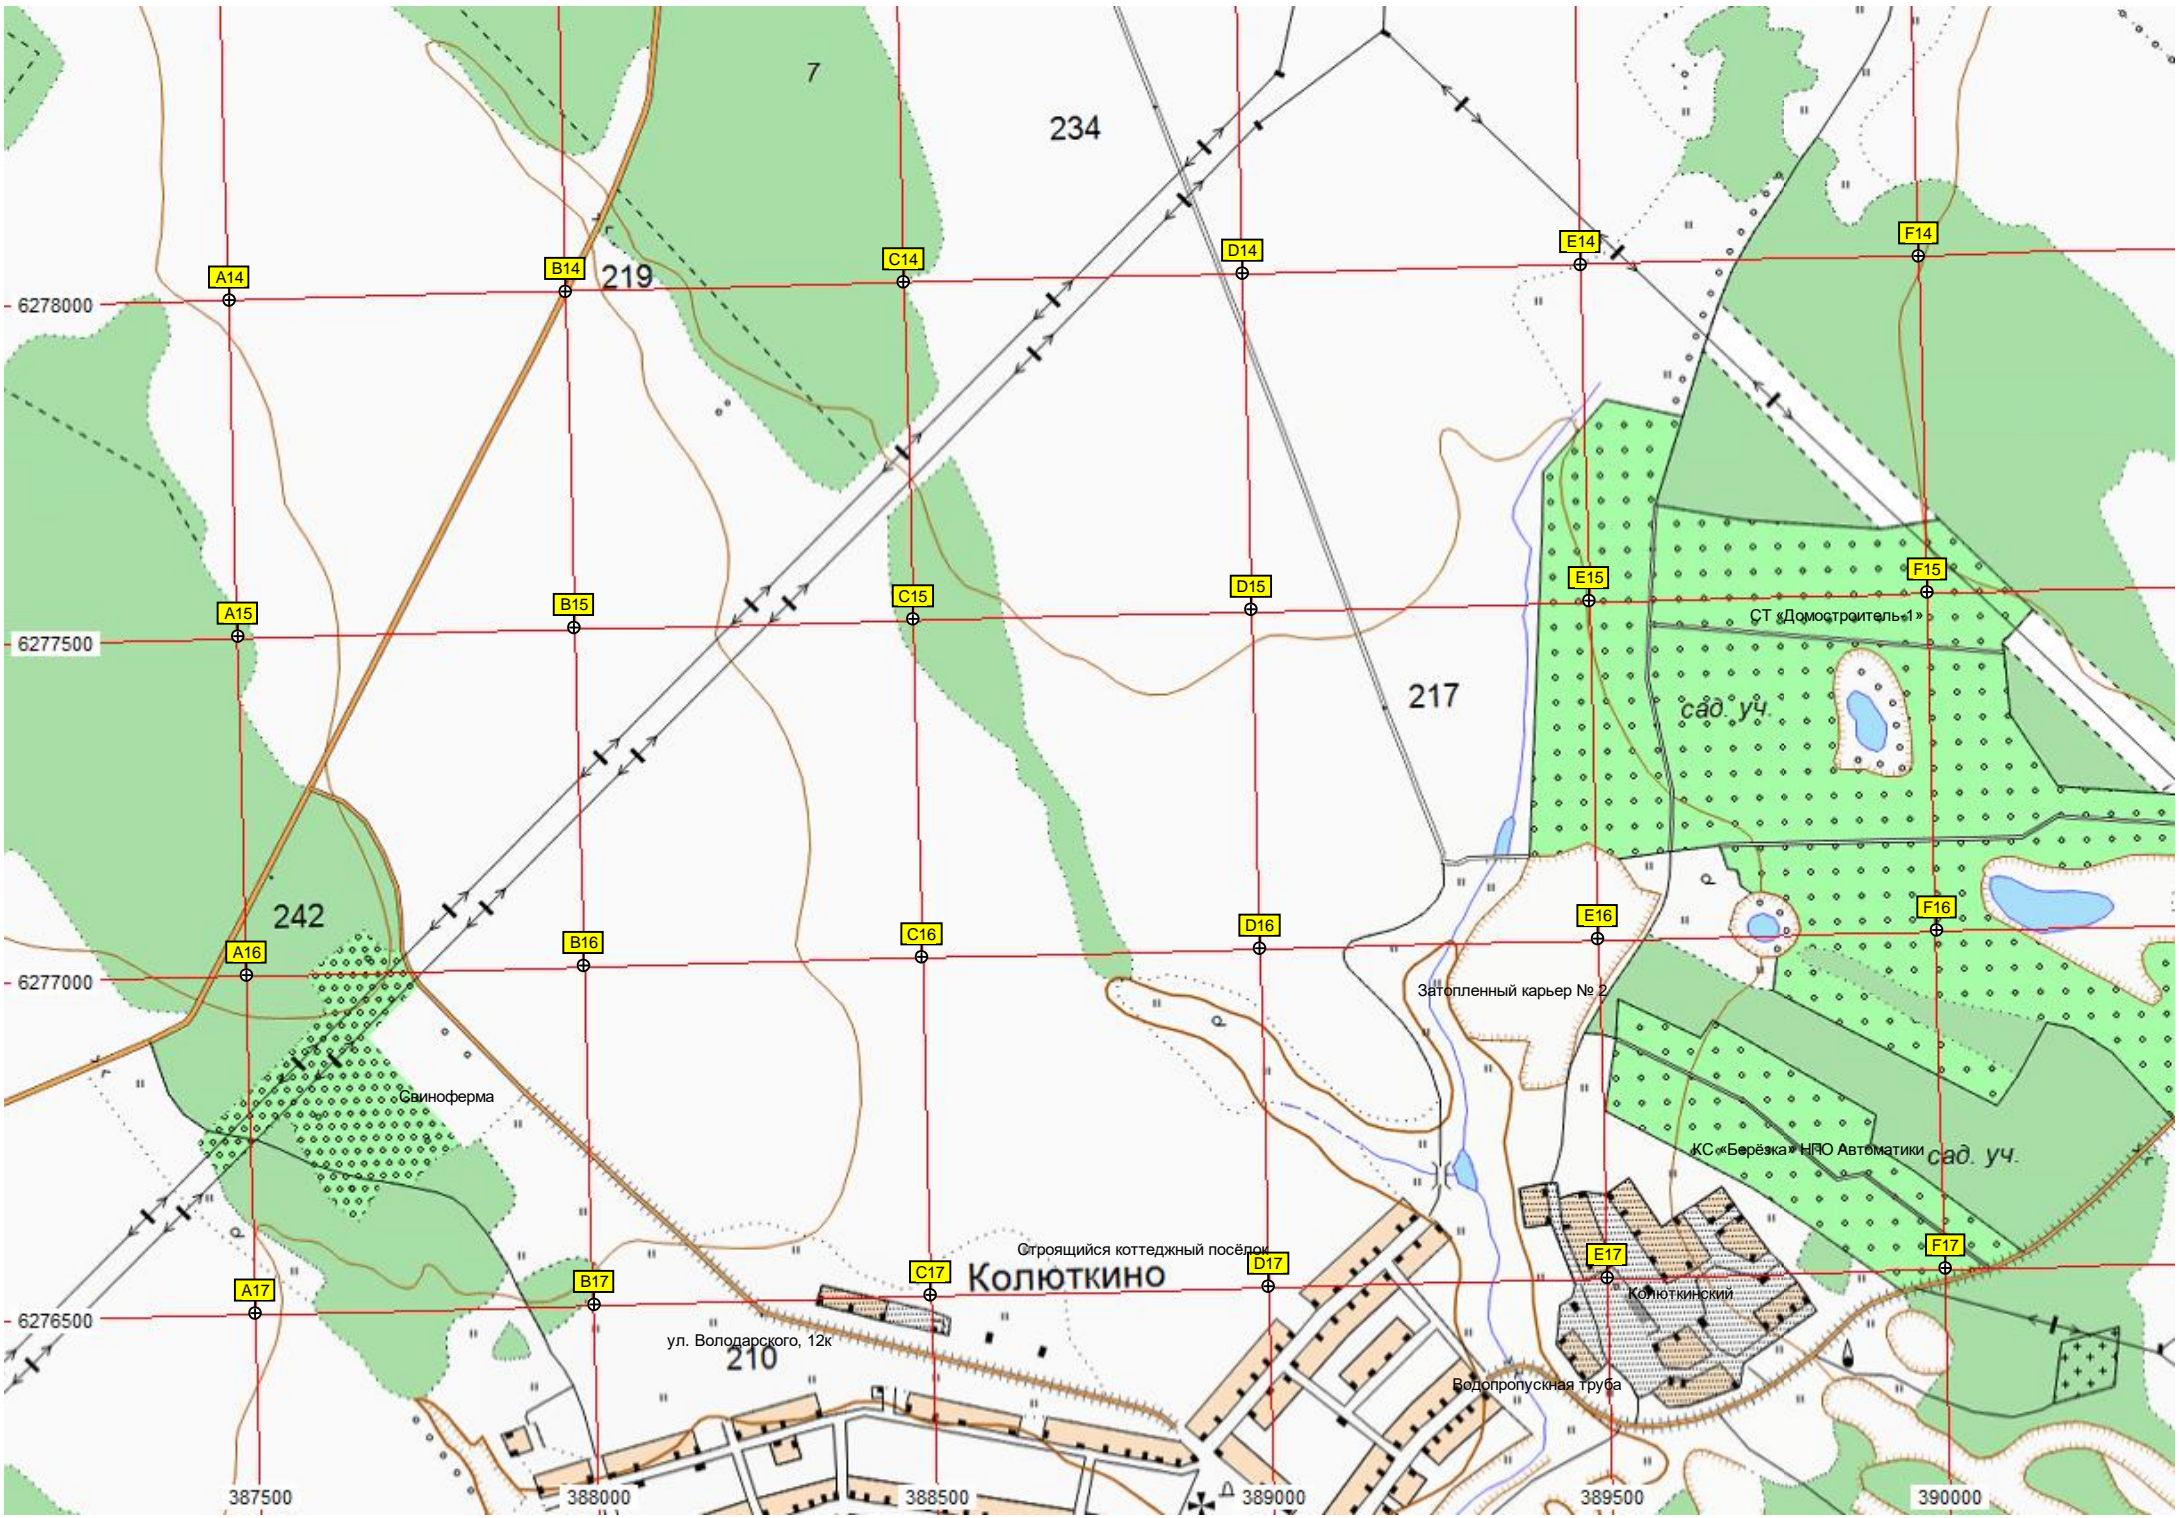 7
234
F14
E14
D14
C14
B14
A14
219
6278000
F15
E15
D15
C15
B15
A15
СТ «Домостроитель-1»
6277500
217
сад. уч.
242
F16
E16
D16
C16
B16
A16
6277000
Затопленный карьер № 2
Свиноферма
КС «Берёзка» НПО Автоматики
сад. уч.
F17
Строящийся коттеджный посёлок
E17
D17
Колюткино
C17
B17
A17
Колюткинский
6276500
ул. Володарского, 12к
210
Водопропускная труба
387500
388000
388500
389000
389500
390000